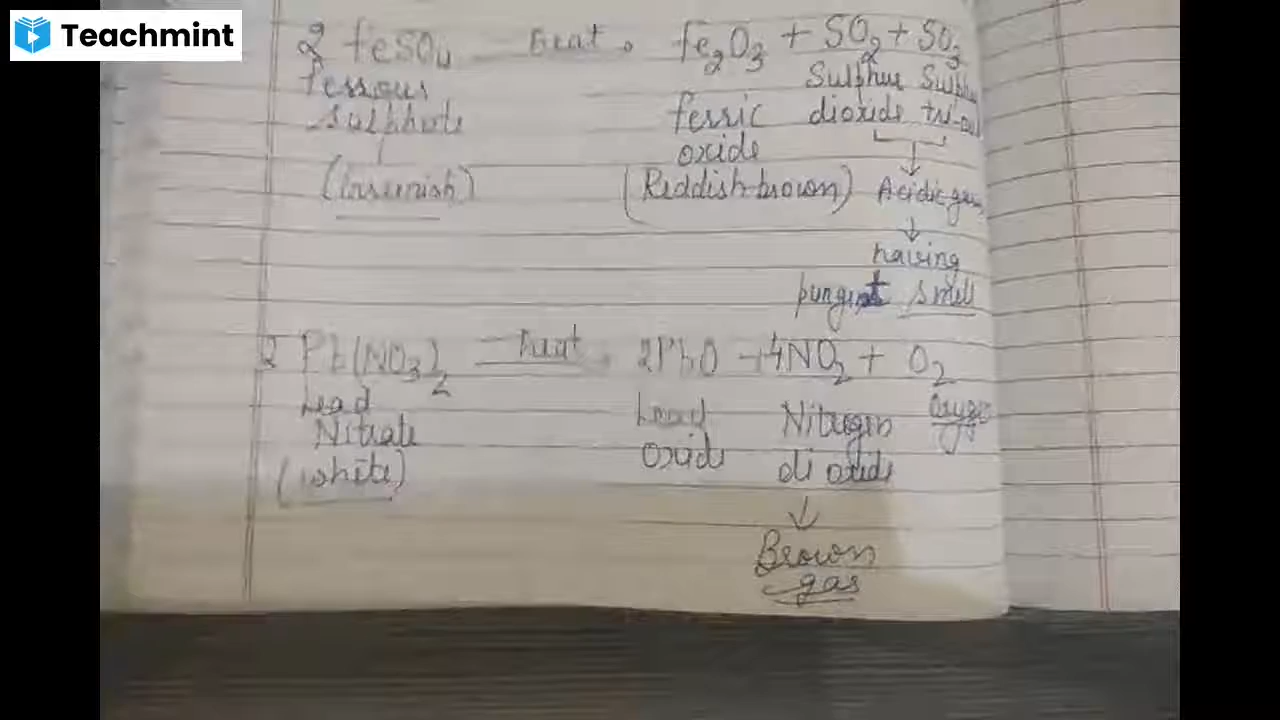 Teachmint
2 FeSO4 Heat Fe2O3 + SO2 + SO3
Ferrous Sulphur Sulphur
Sulphate ferric dioxide tri-
oxide
(Greenish) (Reddish-brown) Acidic gas
having
pungent smell
2 Pb(NO3)2 Heat 2PbO + 4NO2 + O2
Lead Lead Nitrogen Oxygen
Nitrate oxide di oxide
(white)
Brown
gas